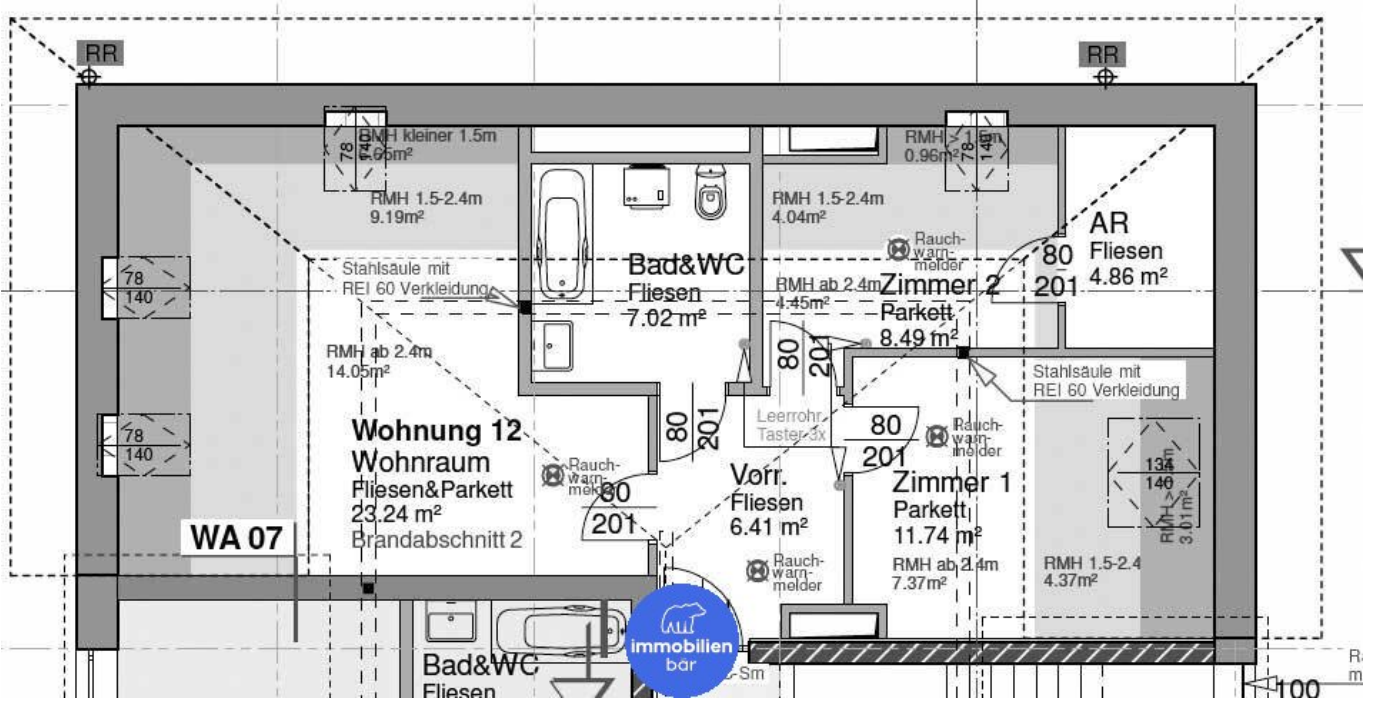 RR
RR
RMH kleiner 1.5m
78
140
RMH 1.5-2.4m
9.19m²
RMH 1.5-2.4m
4.04m²
0.96m²
78
140
AR
Fliesen
4.86 m²
80
201
Rauch-
warn-
melder
Zimmer 2
Parkett
8.49 m²
RMH ab 2.4m
4.45m²
Bad&WC
Fliesen
7.02 m²
Stahlsäule mit
REI 60 Verkleidung
78
140
RMH ab 2.4m
14.05m²
80
201
Stahlsäule mit
REI 60 Verkleidung
78
140
Wohnung 12
Wohnraum
Fliesen&Parkett
23.24 m²
Brandabschnitt 2
Rauch-
warn-
melder
80
201
80
201
Leerrohr
Taster 3x
80
201
Rauch-
warn-
melder
Vorr.
Fliesen
6.41 m²
Rauch-
warn-
melder
Zimmer 1
Parkett
11.74 m²
RMH ab 2.4m
7.37m²
RMH 1.5-2.4
4.37m²
134
140
3.01m²
WA 07
immobilien
bär
Bad&WC
Fliesen
-Sm
100